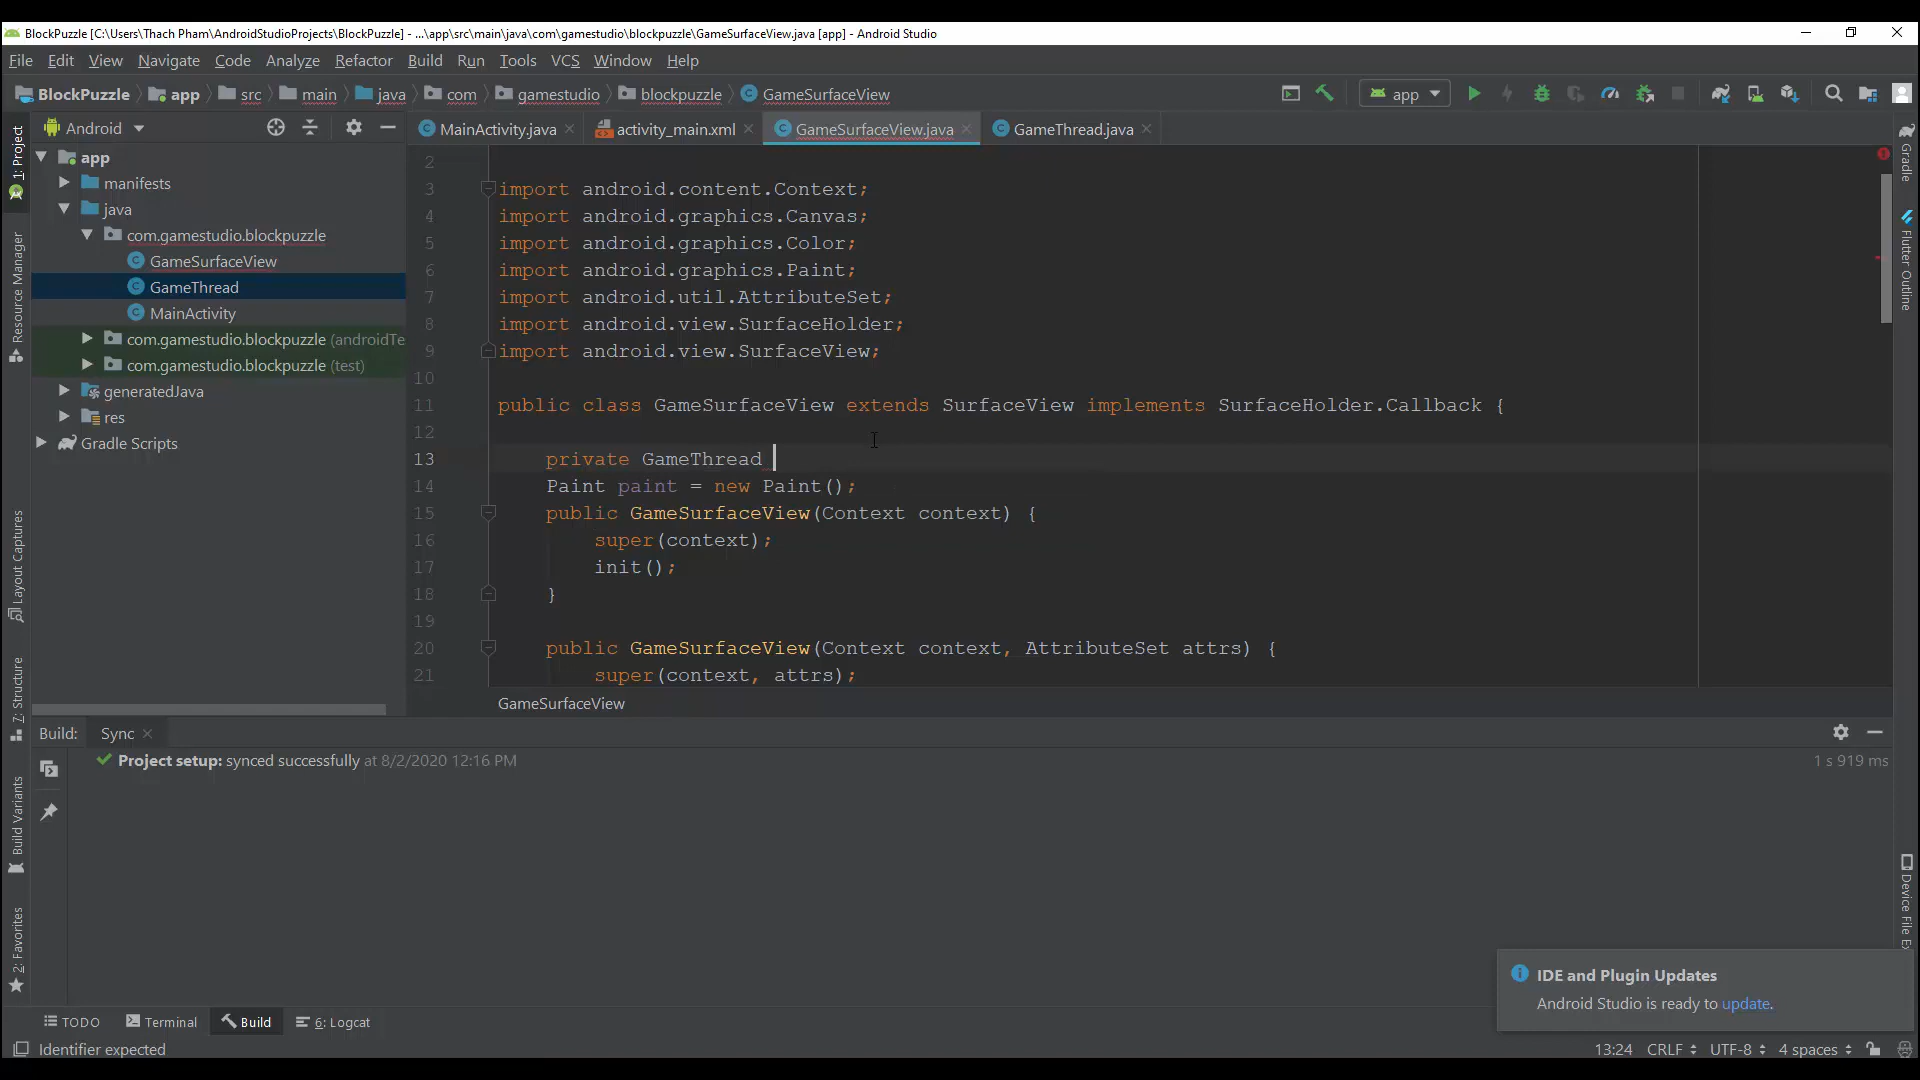 BlockPuzzle [C:\Users\Thach Pham\AndroidStudioProjects\BlockPuzzle] - ...\app\src\main\java\com\gamestudio\blockpuzzle\GameSurfaceView.java [app] - Android Studio
File Edit View Navigate Code Analyze Refactor Build Run Tools VCS Window Help
BlockPuzzle app src main java com gamestudio blockpuzzle GameSurfaceView app
Android MainActivity.java activity_main.xml GameSurfaceView.java GameThread.java
app
manifests
java
com.gamestudio.blockpuzzle
GameSurfaceView
GameThread
MainActivity
com.gamestudio.blockpuzzle (androidTe
com.gamestudio.blockpuzzle (test)
generatedJava
res
Gradle Scripts
1: Project
Resource Manager
Layout Captures
7: Structure
Build Variants
2: Favorites
2
3 import android.content.Context;
4 import android.graphics.Canvas;
5 import android.graphics.Color;
6 import android.graphics.Paint;
7 import android.util.AttributeSet;
8 import android.view.SurfaceHolder;
9 import android.view.SurfaceView;
10
11 public class GameSurfaceView extends SurfaceView implements SurfaceHolder.Callback {
12
13 private GameThread
14 Paint paint = new Paint();
15 public GameSurfaceView(Context context) {
16 super(context);
17 init();
18 }
19
20 public GameSurfaceView(Context context, AttributeSet attrs) {
21 super(context, attrs);
GameSurfaceView
Gradle
Flutter Outline
Device File Ex
Build: Sync
Project setup: synced successfully at 8/2/2020 12:16 PM 1 s 919 ms
IDE and Plugin Updates
Android Studio is ready to update.
TODO Terminal Build 6: Logcat
Identifier expected 13:24 CRLF UTF-8 4 spaces